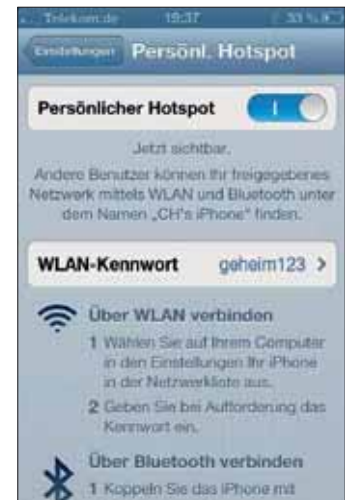 Telekom.de 19:37 33 %
Einstellungen Persönl. Hotspot
Persönlicher Hotspot
Jetzt sichtbar.
Andere Benutzer können Ihr freigegebenes
Netzwerk mittels WLAN und Bluetooth unter
dem Namen „CH's iPhone“ finden.
WLAN-Kennwort geheim123
Über WLAN verbinden
1 Wählen Sie auf Ihrem Computer
in den Einstellungen Ihr iPhone
in der Netzwerkliste aus.
2 Geben Sie bei Aufforderung das
Kennwort ein.
Über Bluetooth verbinden
1 Koppeln Sie das iPhone mit